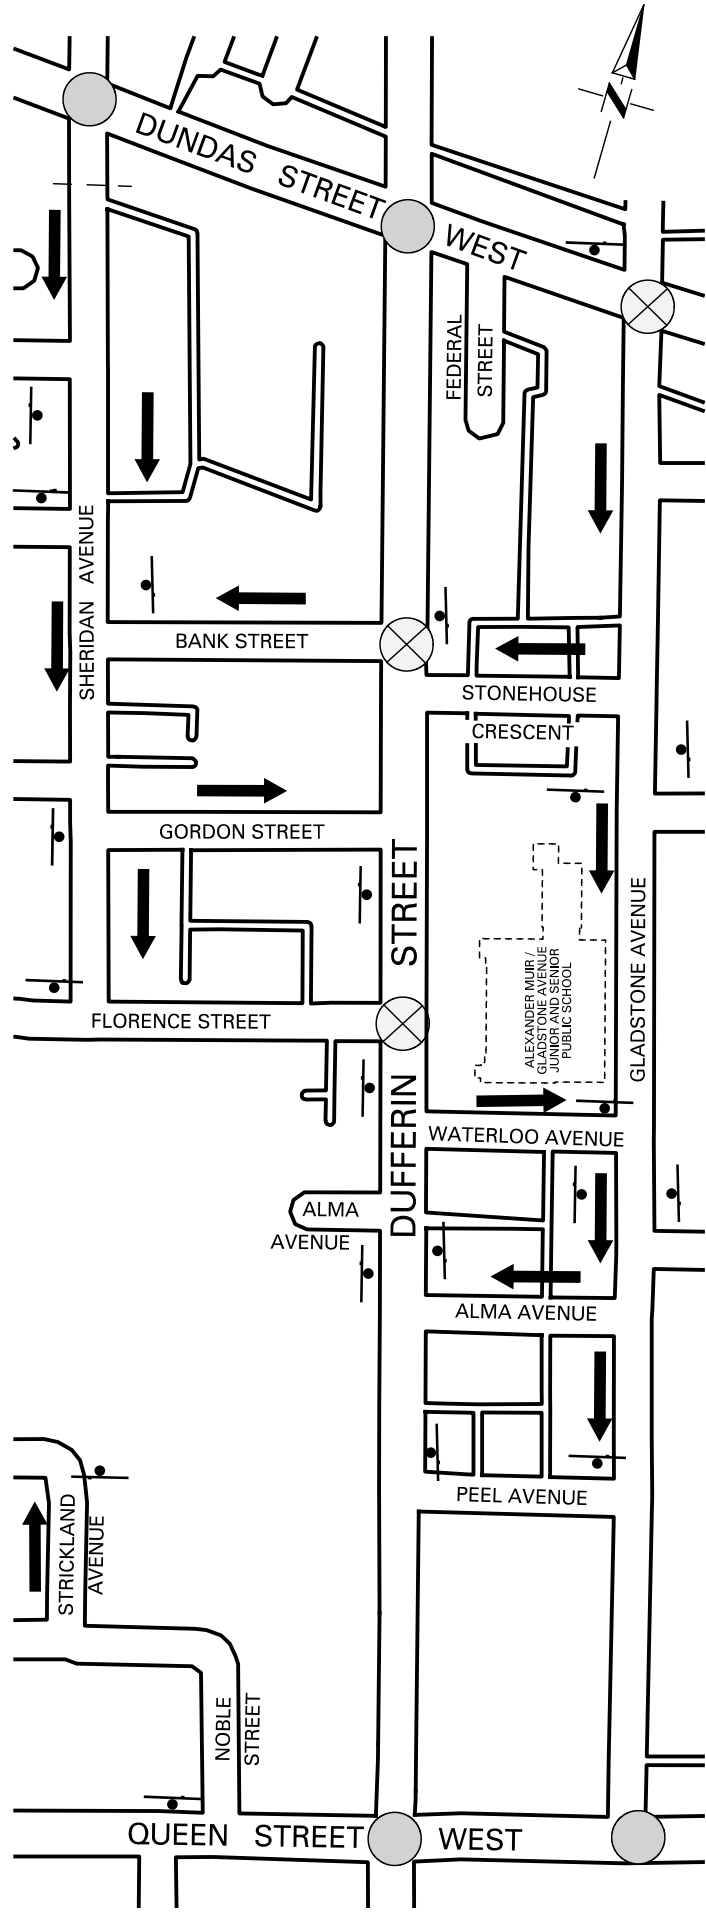 N
DUNDAS STREET
WEST
FEDERAL
STREET
SHERIDAN AVENUE
BANK STREET
STONEHOUSE
CRESCENT
GORDON STREET
DUFFERIN STREET
GLADSTONE AVENUE
ALEXANDER MUIR /
GLADSTONE AVENUE
JUNIOR AND SENIOR
PUBLIC SCHOOL
FLORENCE STREET
WATERLOO AVENUE
ALMA
AVENUE
ALMA AVENUE
PEEL AVENUE
STRICKLAND
AVENUE
NOBLE
STREET
QUEEN STREET WEST